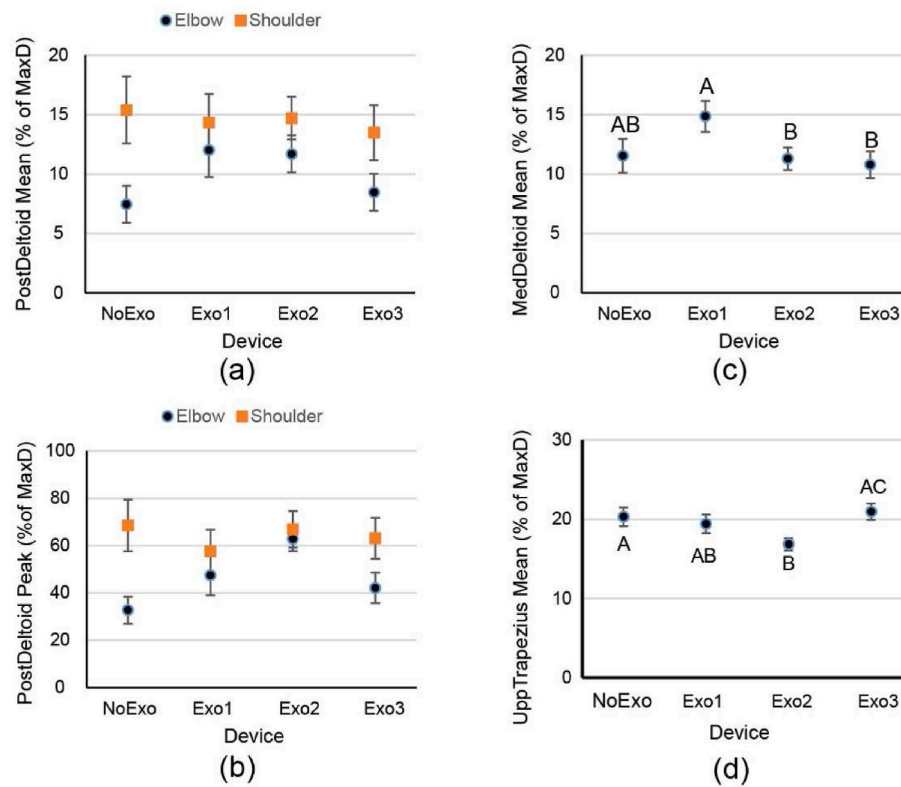 Elbow Shoulder
PostDeltoid Mean (% of MaxD)
20
15
10
5
0
NoExo Exo1 Exo2 Exo3
Device
(a)
MedDeltoid Mean (% of MaxD)
20
15
10
5
0
AB A B B
NoExo Exo1 Exo2 Exo3
Device
(c)
Elbow Shoulder
PostDeltoid Peak (%of MaxD)
100
80
60
40
20
0
NoExo Exo1 Exo2 Exo3
Device
(b)
UppTrapezius Mean (% of MaxD)
30
20
10
0
A AB B AC
NoExo Exo1 Exo2 Exo3
Device
(d)